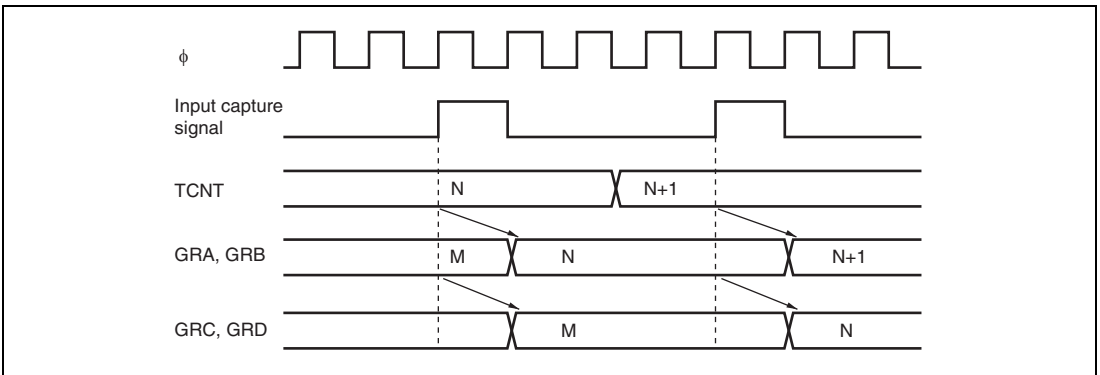 ϕ
Input capture
signal
TCNT
N
N+1
GRA, GRB
M
N
N+1
GRC, GRD
M
N